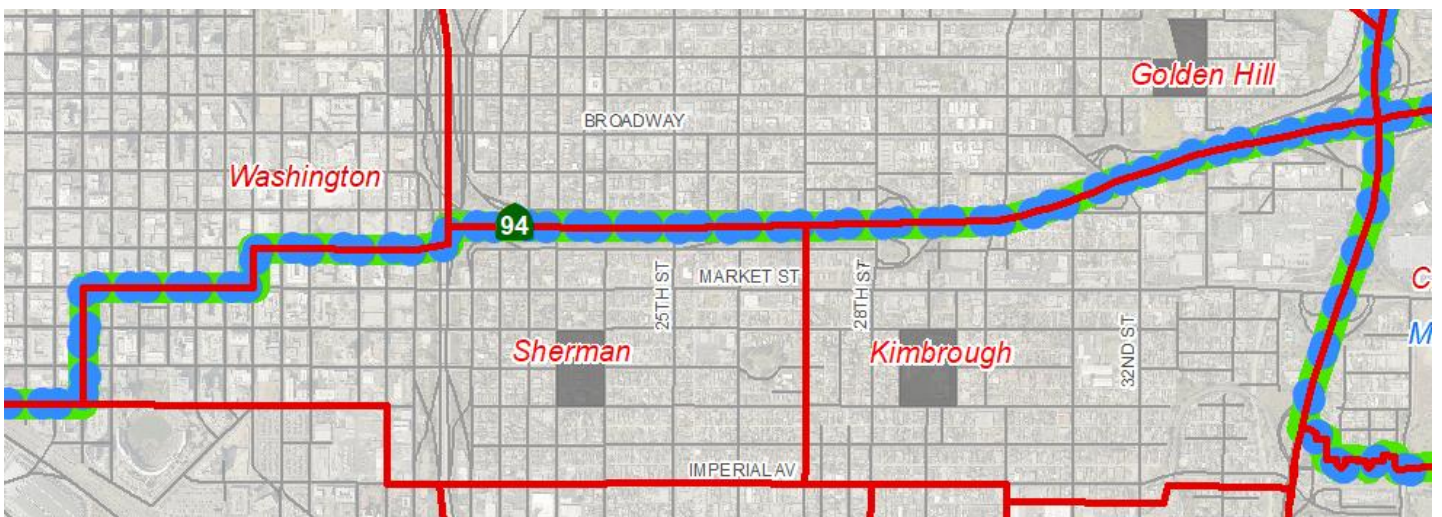 Golden Hill
BROADWAY
Washington
94
MARKET ST
25TH ST
28TH ST
C
M
Sherman
Kimbrough
32ND ST
IMPERIAL AV